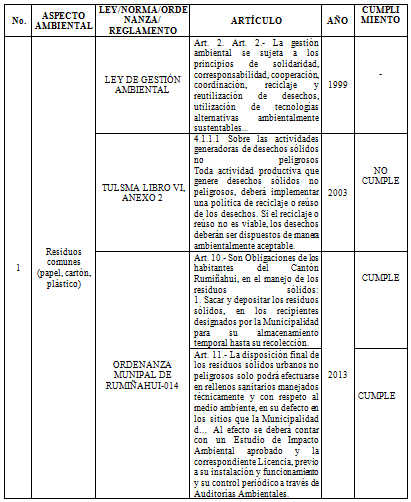 No.
ASPECTO
AMBIENTAL
LEY/NORMA/ORDE
NANZA/
REGLAMENTO
ARTÍCULO
AÑO
CUMPLI
MIENTO
1
Residuos
comunes
(papel, cartón,
plástico)
LEY DE GESTIÓN
AMBIENTAL
Art. 2. Art. 2.- La gestión
ambiental se sujeta a los
principios de solidaridad,
corresponsabilidad, cooperación,
coordinación, reciclaje y
reutilización de desechos,
utilización de tecnologías
alternativas ambientalmente
sustentables...
1999
-
TULSMA LIBRO VI,
ANEXO 2
4.1.1.1 Sobre las actividades
generadoras de desechos sólidos
no peligrosos
Toda actividad productiva que
genere desechos sólidos no
peligrosos, deberá implementar
una política de reciclaje o reúso
de los desechos. Si el reciclaje o
reúso no es viable, los desechos
deberán ser dispuestos de manera
ambientalmente aceptable.
2003
NO
CUMPLE
ORDENANZA
MUNIPAL DE
RUMIÑAHUI-014
Art. 10.- Son Obligaciones de los
habitantes del Cantón
Rumiñahui, en el manejo de los
residuos sólidos:
1. Sacar y depositar los residuos
sólidos, en los recipientes
designados por la Municipalidad
para su almacenamiento
temporal hasta su recolección.
2013
CUMPLE
Art. 11.- La disposición final de
los residuos sólidos urbanos no
peligrosos solo podrá efectuarse
en rellenos sanitarios manejados
técnicamente y con respeto al
medio ambiente, en su defecto en
los sitios que la Municipalidad
d... Al efecto se deberá contar
con un Estudio de Impacto
Ambiental aprobado y la
correspondiente Licencia, previo
a su instalación y funcionamiento
y su control periódico a través de
Auditorías Ambientales.
CUMPLE